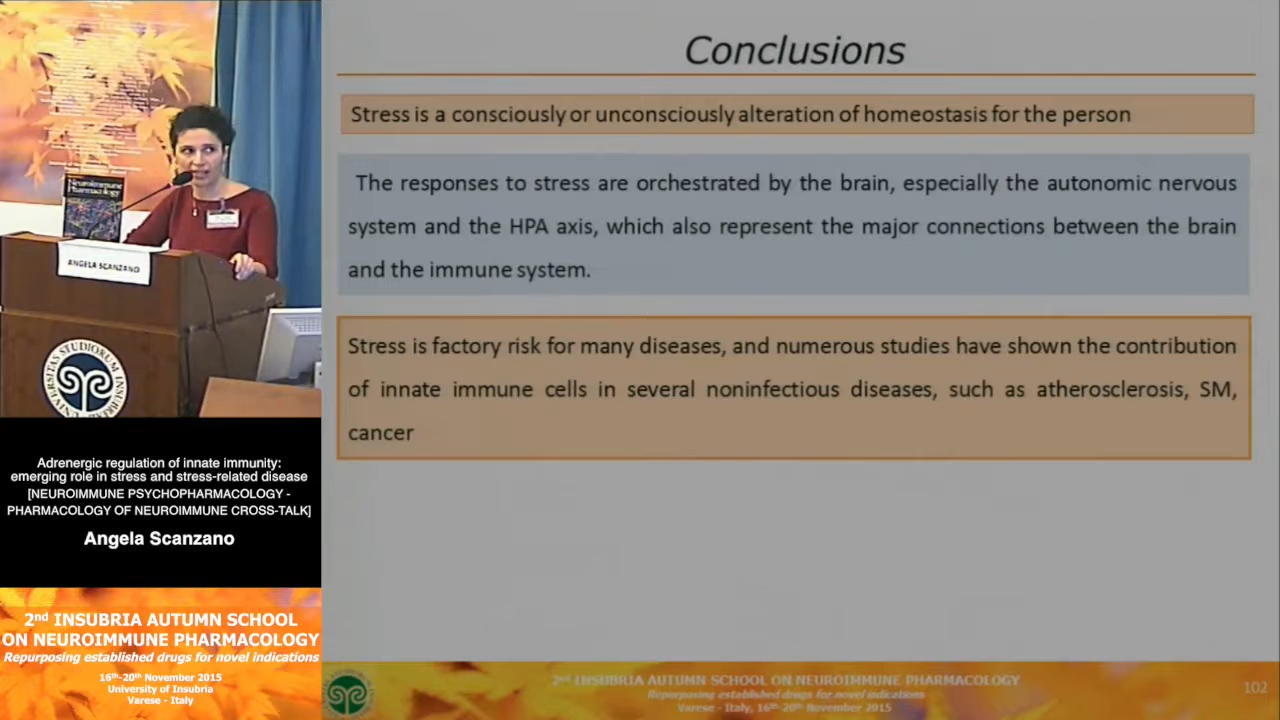 Conclusions
Stress is a consciously or unconsciously alteration of homeostasis for the person
The responses to stress are orchestrated by the brain, especially the autonomic nervous
system and the HPA axis, which also represent the major connections between the brain
and the immune system.
Stress is factory risk for many diseases, and numerous studies have shown the contribution
of innate immune cells in several noninfectious diseases, such as atherosclerosis, SM,
cancer
Neuroimmune
Pharmacology
ANGELA SCANZANO
UNIVERSITAS STUDIORUM INSUBRIAE
Adrenergic regulation of innate immunity:
emerging role in stress and stress-related disease
[NEUROIMMUNE PSYCHOPHARMACOLOGY -
PHARMACOLOGY OF NEUROIMMUNE CROSS-TALK]
Angela Scanzano
2nd INSUBRIA AUTUMN SCHOOL
ON NEUROIMMUNE PHARMACOLOGY
Repurposing established drugs for novel indications
16th-20th November 2015
University of Insubria
Varese - Italy
2nd INSUBRIA AUTUMN SCHOOL ON NEUROIMMUNE PHARMACOLOGY
Repurposing established drugs for novel indications
Varese - Italy, 16th-20th November 2015
102